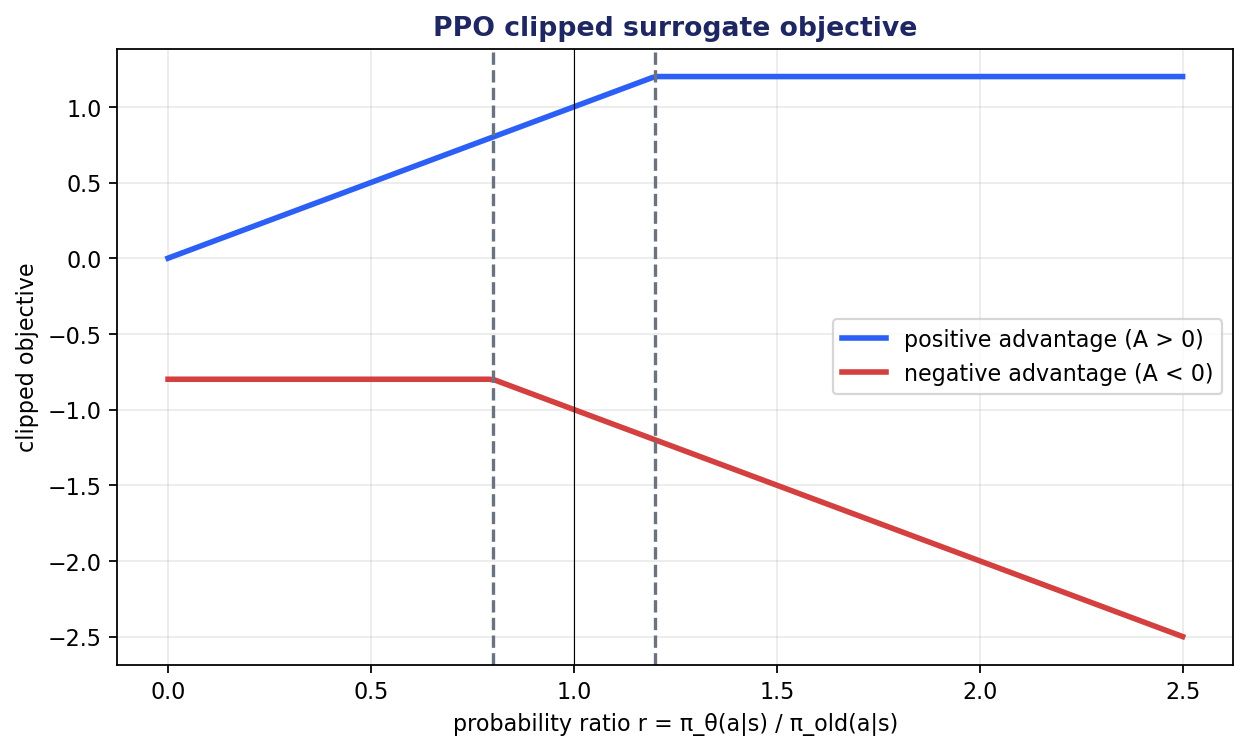 PPO clipped surrogate objective
clipped objective
1.0
0.5
0.0
−0.5
−1.0
−1.5
−2.0
−2.5
positive advantage (A > 0)
negative advantage (A < 0)
0.0 0.5 1.0 1.5 2.0 2.5
probability ratio r = π_θ(a|s) / π_old(a|s)